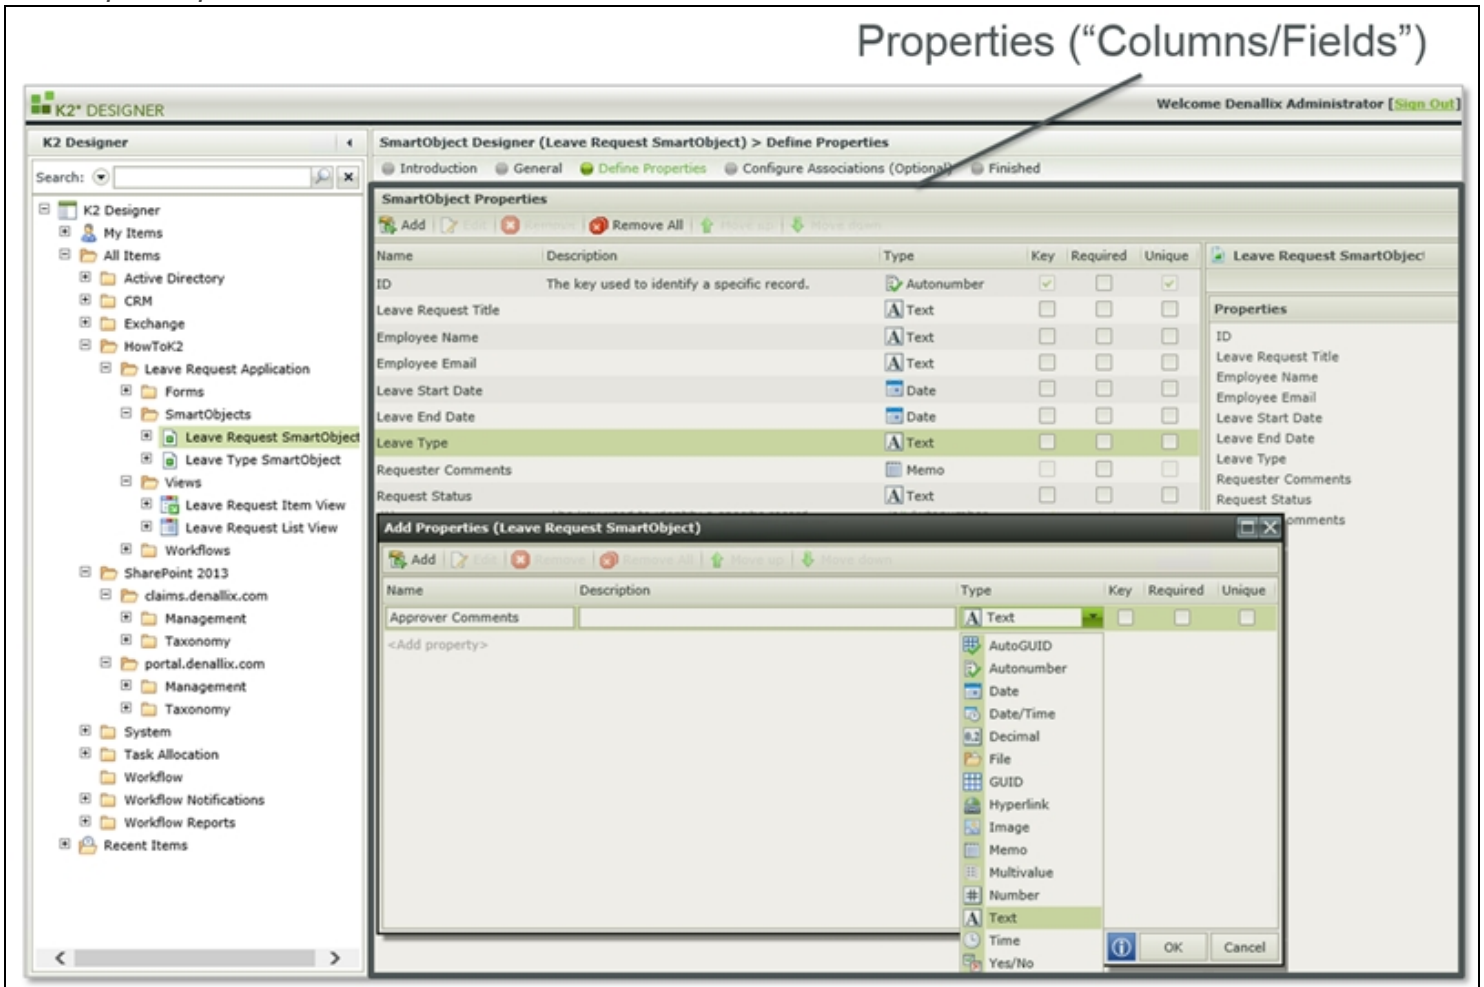 Properties (“Columns/Fields”)
K2* DESIGNER
Welcome Denallix Administrator [Sign Out]
K2 Designer
Search:
K2 Designer
My Items
All Items
Active Directory
CRM
Exchange
HowToK2
Leave Request Application
Forms
SmartObjects
Leave Request SmartObject
Leave Type SmartObject
Views
Leave Request Item View
Leave Request List View
Workflows
SharePoint 2013
claims.denallix.com
Management
Taxonomy
portal.denallix.com
Management
Taxonomy
System
Task Allocation
Workflow
Workflow Notifications
Workflow Reports
Recent Items
SmartObject Designer (Leave Request SmartObject) > Define Properties
Introduction General Define Properties Configure Associations (Optional) Finished
SmartObject Properties
Add Edit Remove Remove All Move up Move down
Name Description Type Key Required Unique
ID The key used to identify a specific record. Autonumber
Leave Request Title Text
Employee Name Text
Employee Email Text
Leave Start Date Date
Leave End Date Date
Leave Type Text
Requester Comments Memo
Request Status Text
Leave Request SmartObjec
Properties
ID
Leave Request Title
Employee Name
Employee Email
Leave Start Date
Leave End Date
Leave Type
Requester Comments
Request Status
omments
Add Properties (Leave Request SmartObject)
Add Edit Remove Remove All Move up Move down
Name Description Type Key Required Unique
Approver Comments Text
<Add property>
AutoGUID
Autonumber
Date
Date/Time
Decimal
File
GUID
Hyperlink
Image
Memo
Multivalue
Number
Text
Time
Yes/No
OK Cancel